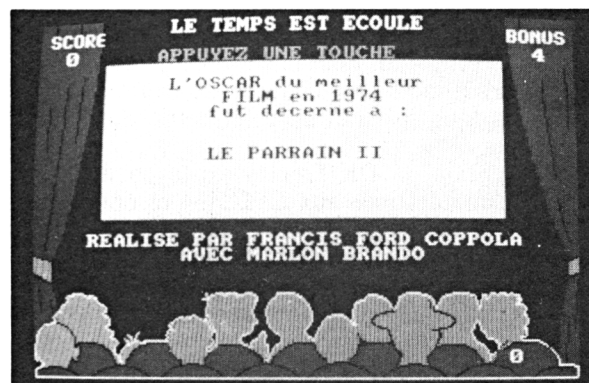 LE TEMPS EST ECOULE
SCORE
0
BONUS
4
APPUYEZ UNE TOUCHE
L'OSCAR du meilleur
FILM en 1974
fut decerne a :
LE PARRAIN II
REALISE PAR FRANCIS FORD COPPOLA
AVEC MARLON BRANDO
0